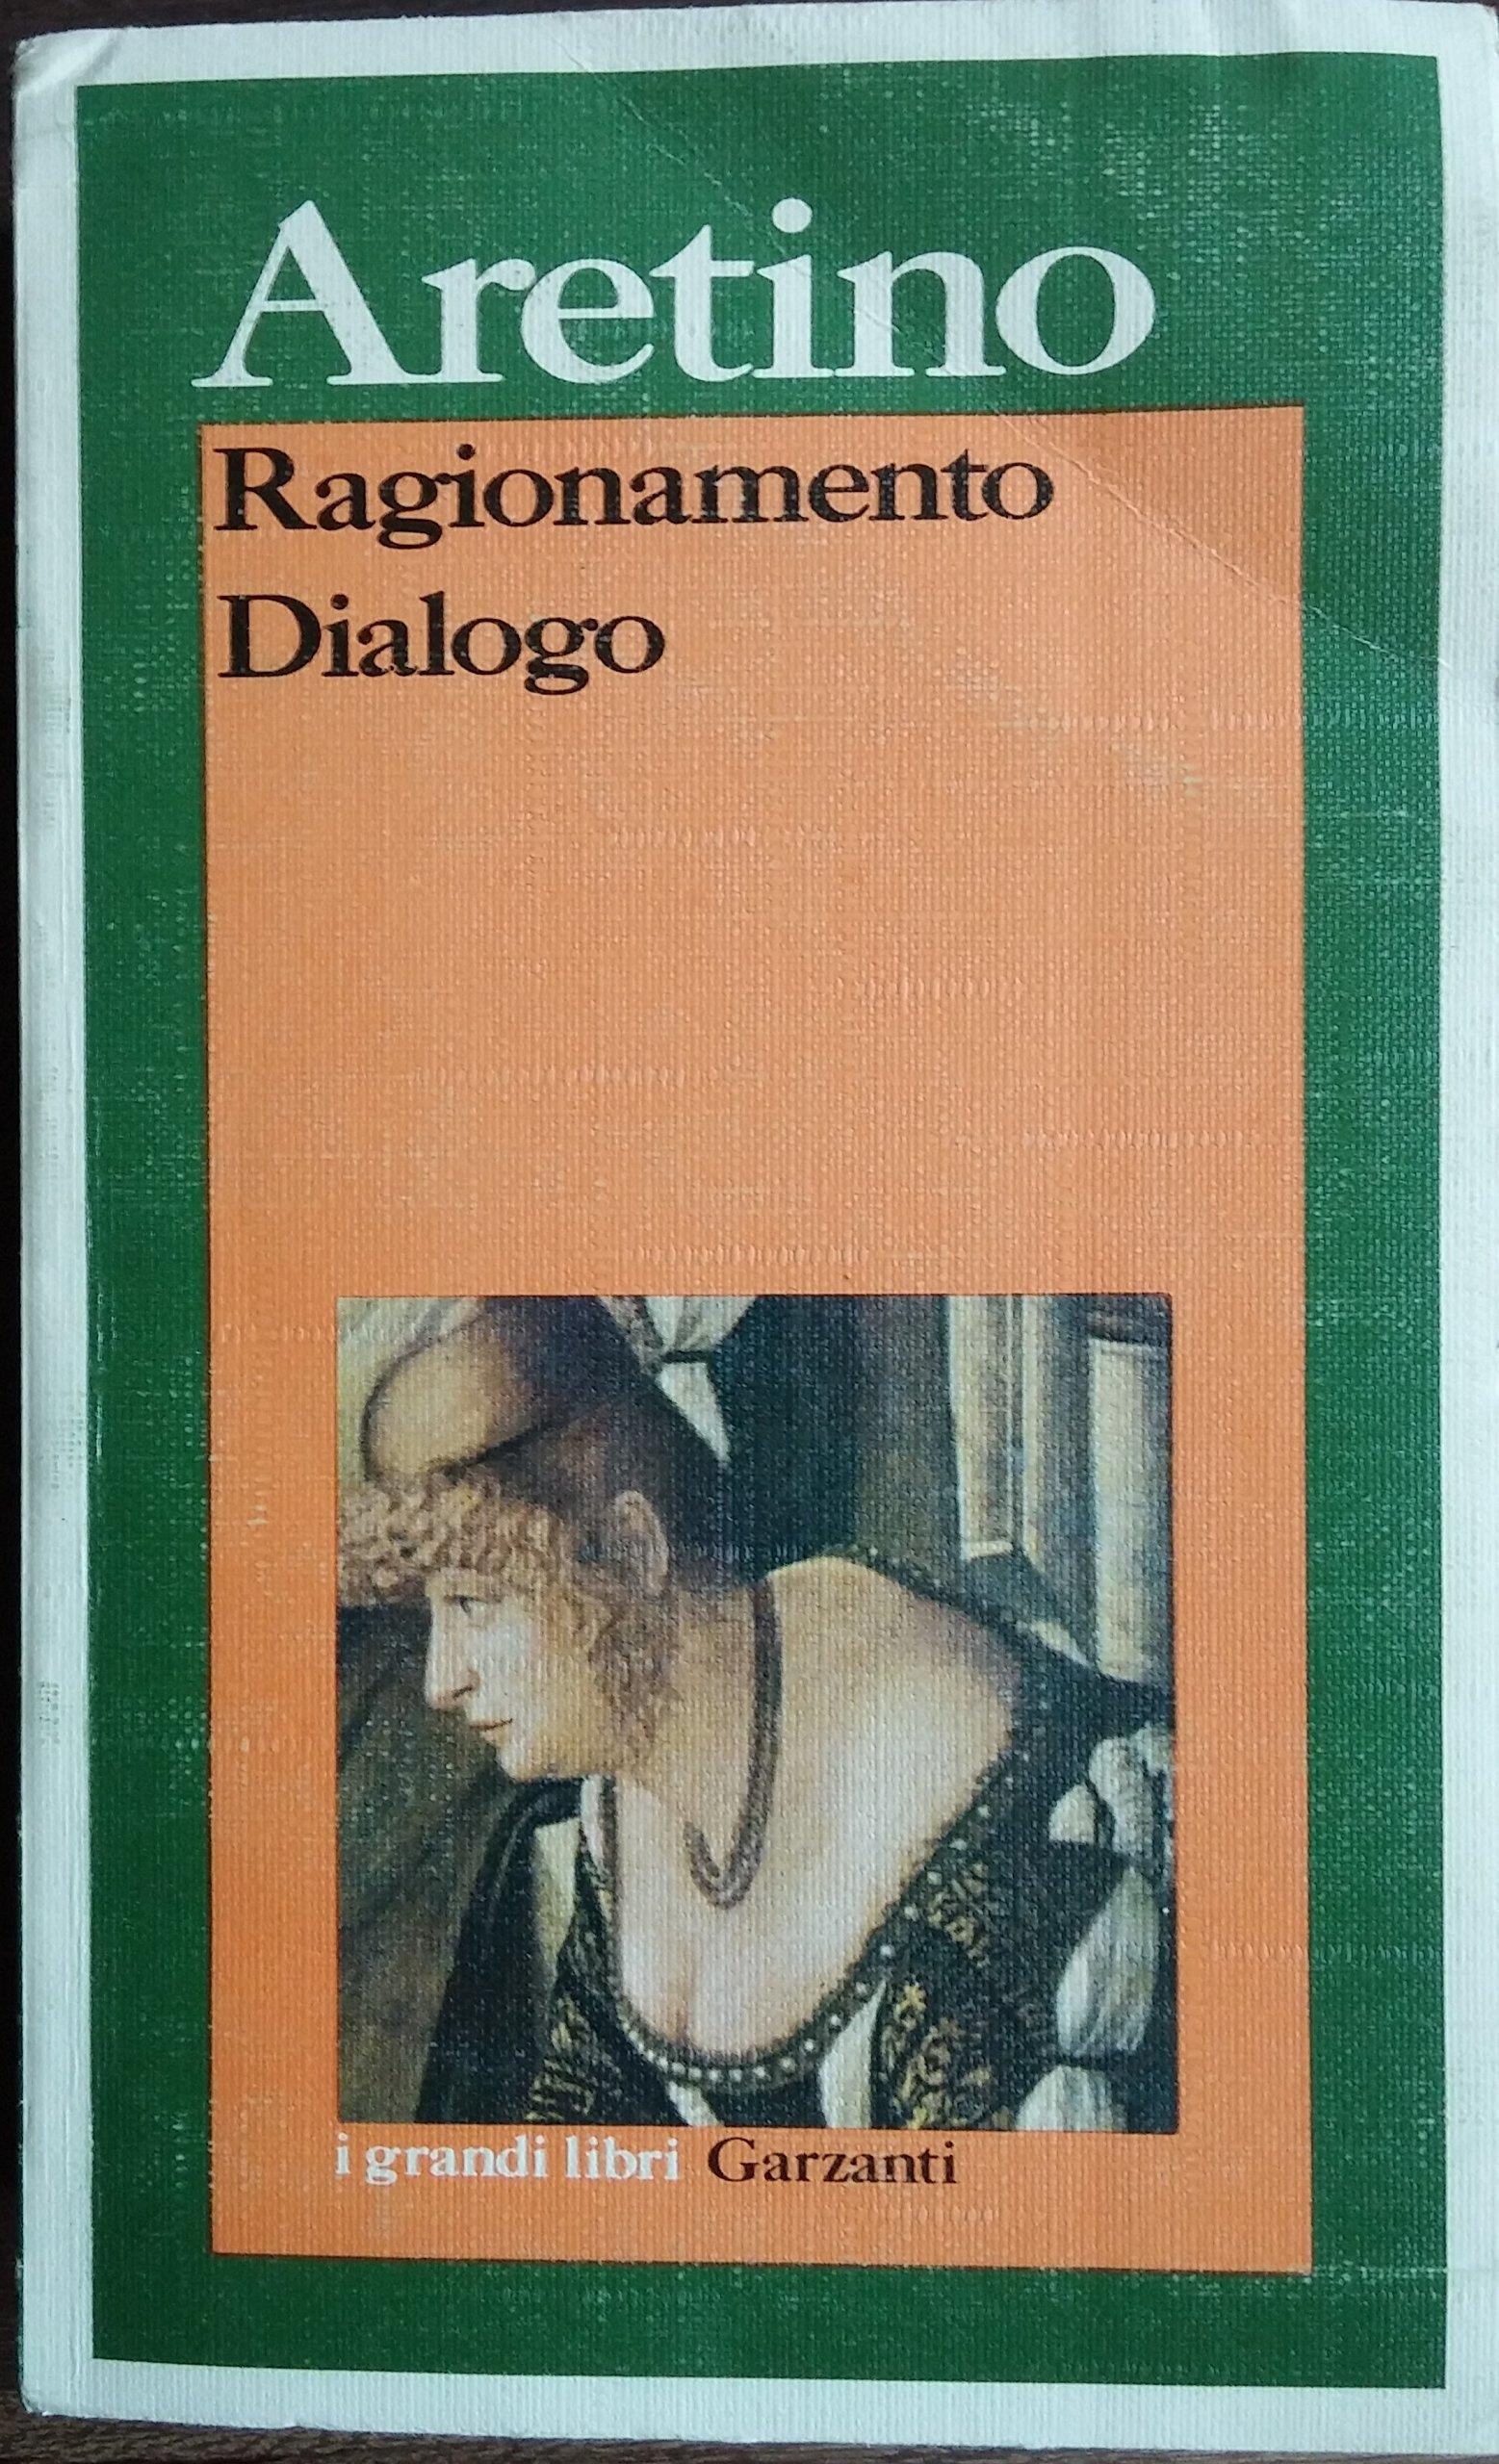 Aretino
Ragionamento
Dialogo
i grandi libri Garzanti